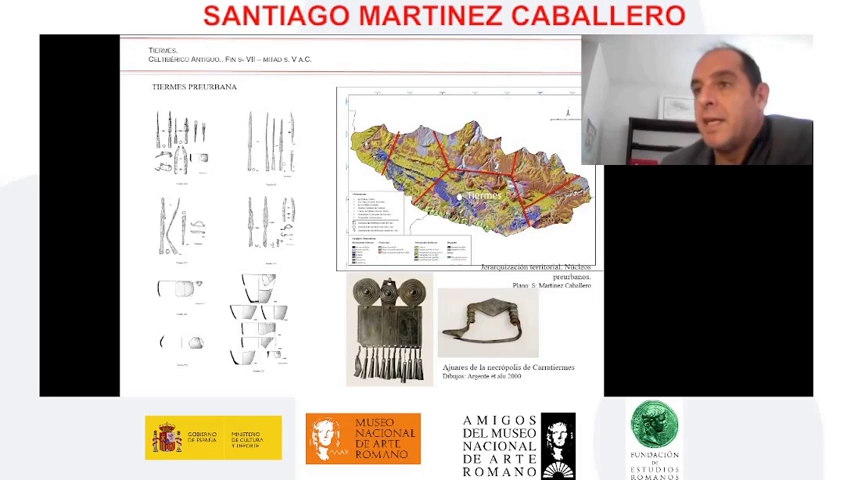 SANTIAGO MARTINEZ CABALLERO
TIERMES.
CELTIBÉRICO ANTIGUO.. FIN S- VII – MITAD S. V A.C.
TIERMES PREURBANA
Tiermes
Jerarquización territorial. Núcleos
preurbanos.
Plano: S. Martínez Caballero
Ajuares de la necrópolis de Carratiermes
Dibujos: Argente et alii 2000
GOBIERNO
DE ESPAÑA
MINISTERIO
DE CULTURA
Y DEPORTE
MUSEO
NACIONAL
DE ARTE
ROMANO
AMIGOS
DEL MUSEO
NACIONAL
DE ARTE
ROMANO
FUNDACIÓN
DE
ESTUDIOS
ROMANOS